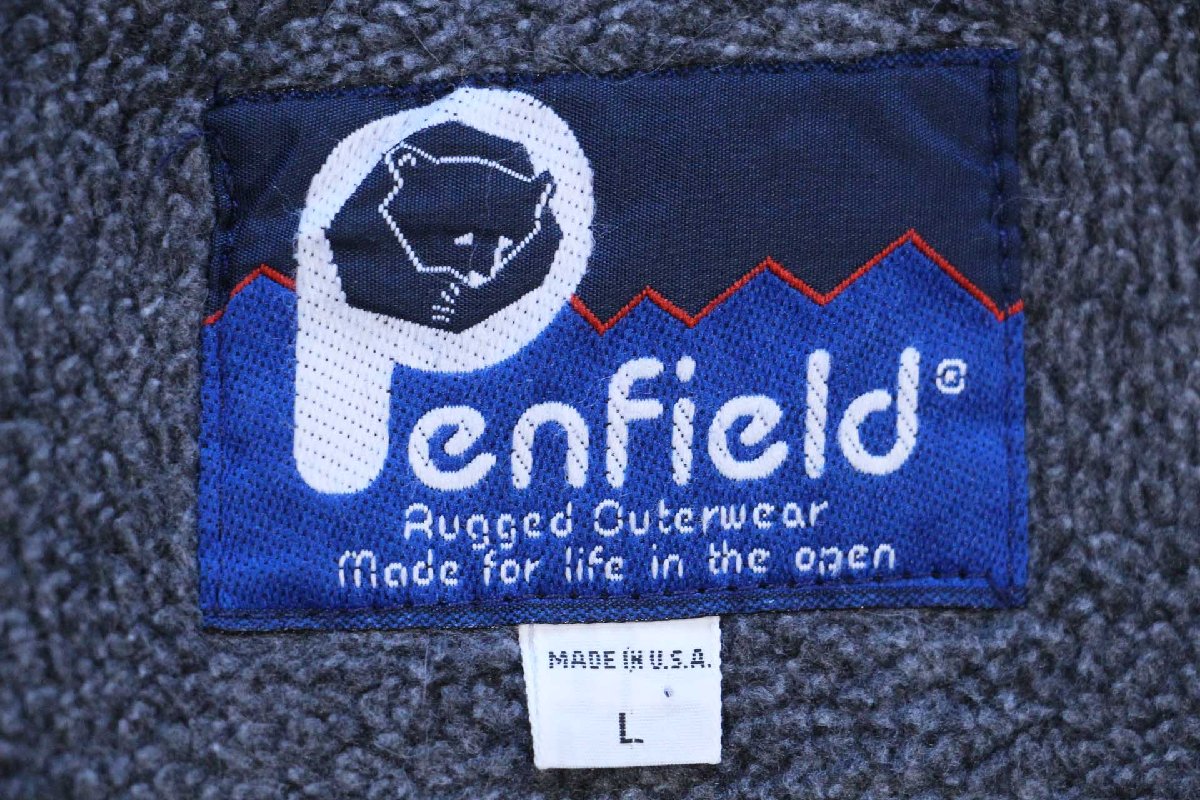 Penfield®
Rugged Outerwear
Made for life in the open
MADE IN U.S.A.
L